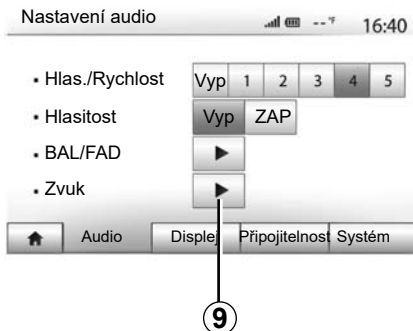 Nastavení audio -- °F 16:40
• Hlas./Rychlost Vyp 1 2 3 4 5
• Hlasitost Vyp ZAP
• BAL/FAD
• Zvuk
Audio Displej Připojitelnost Systém
9